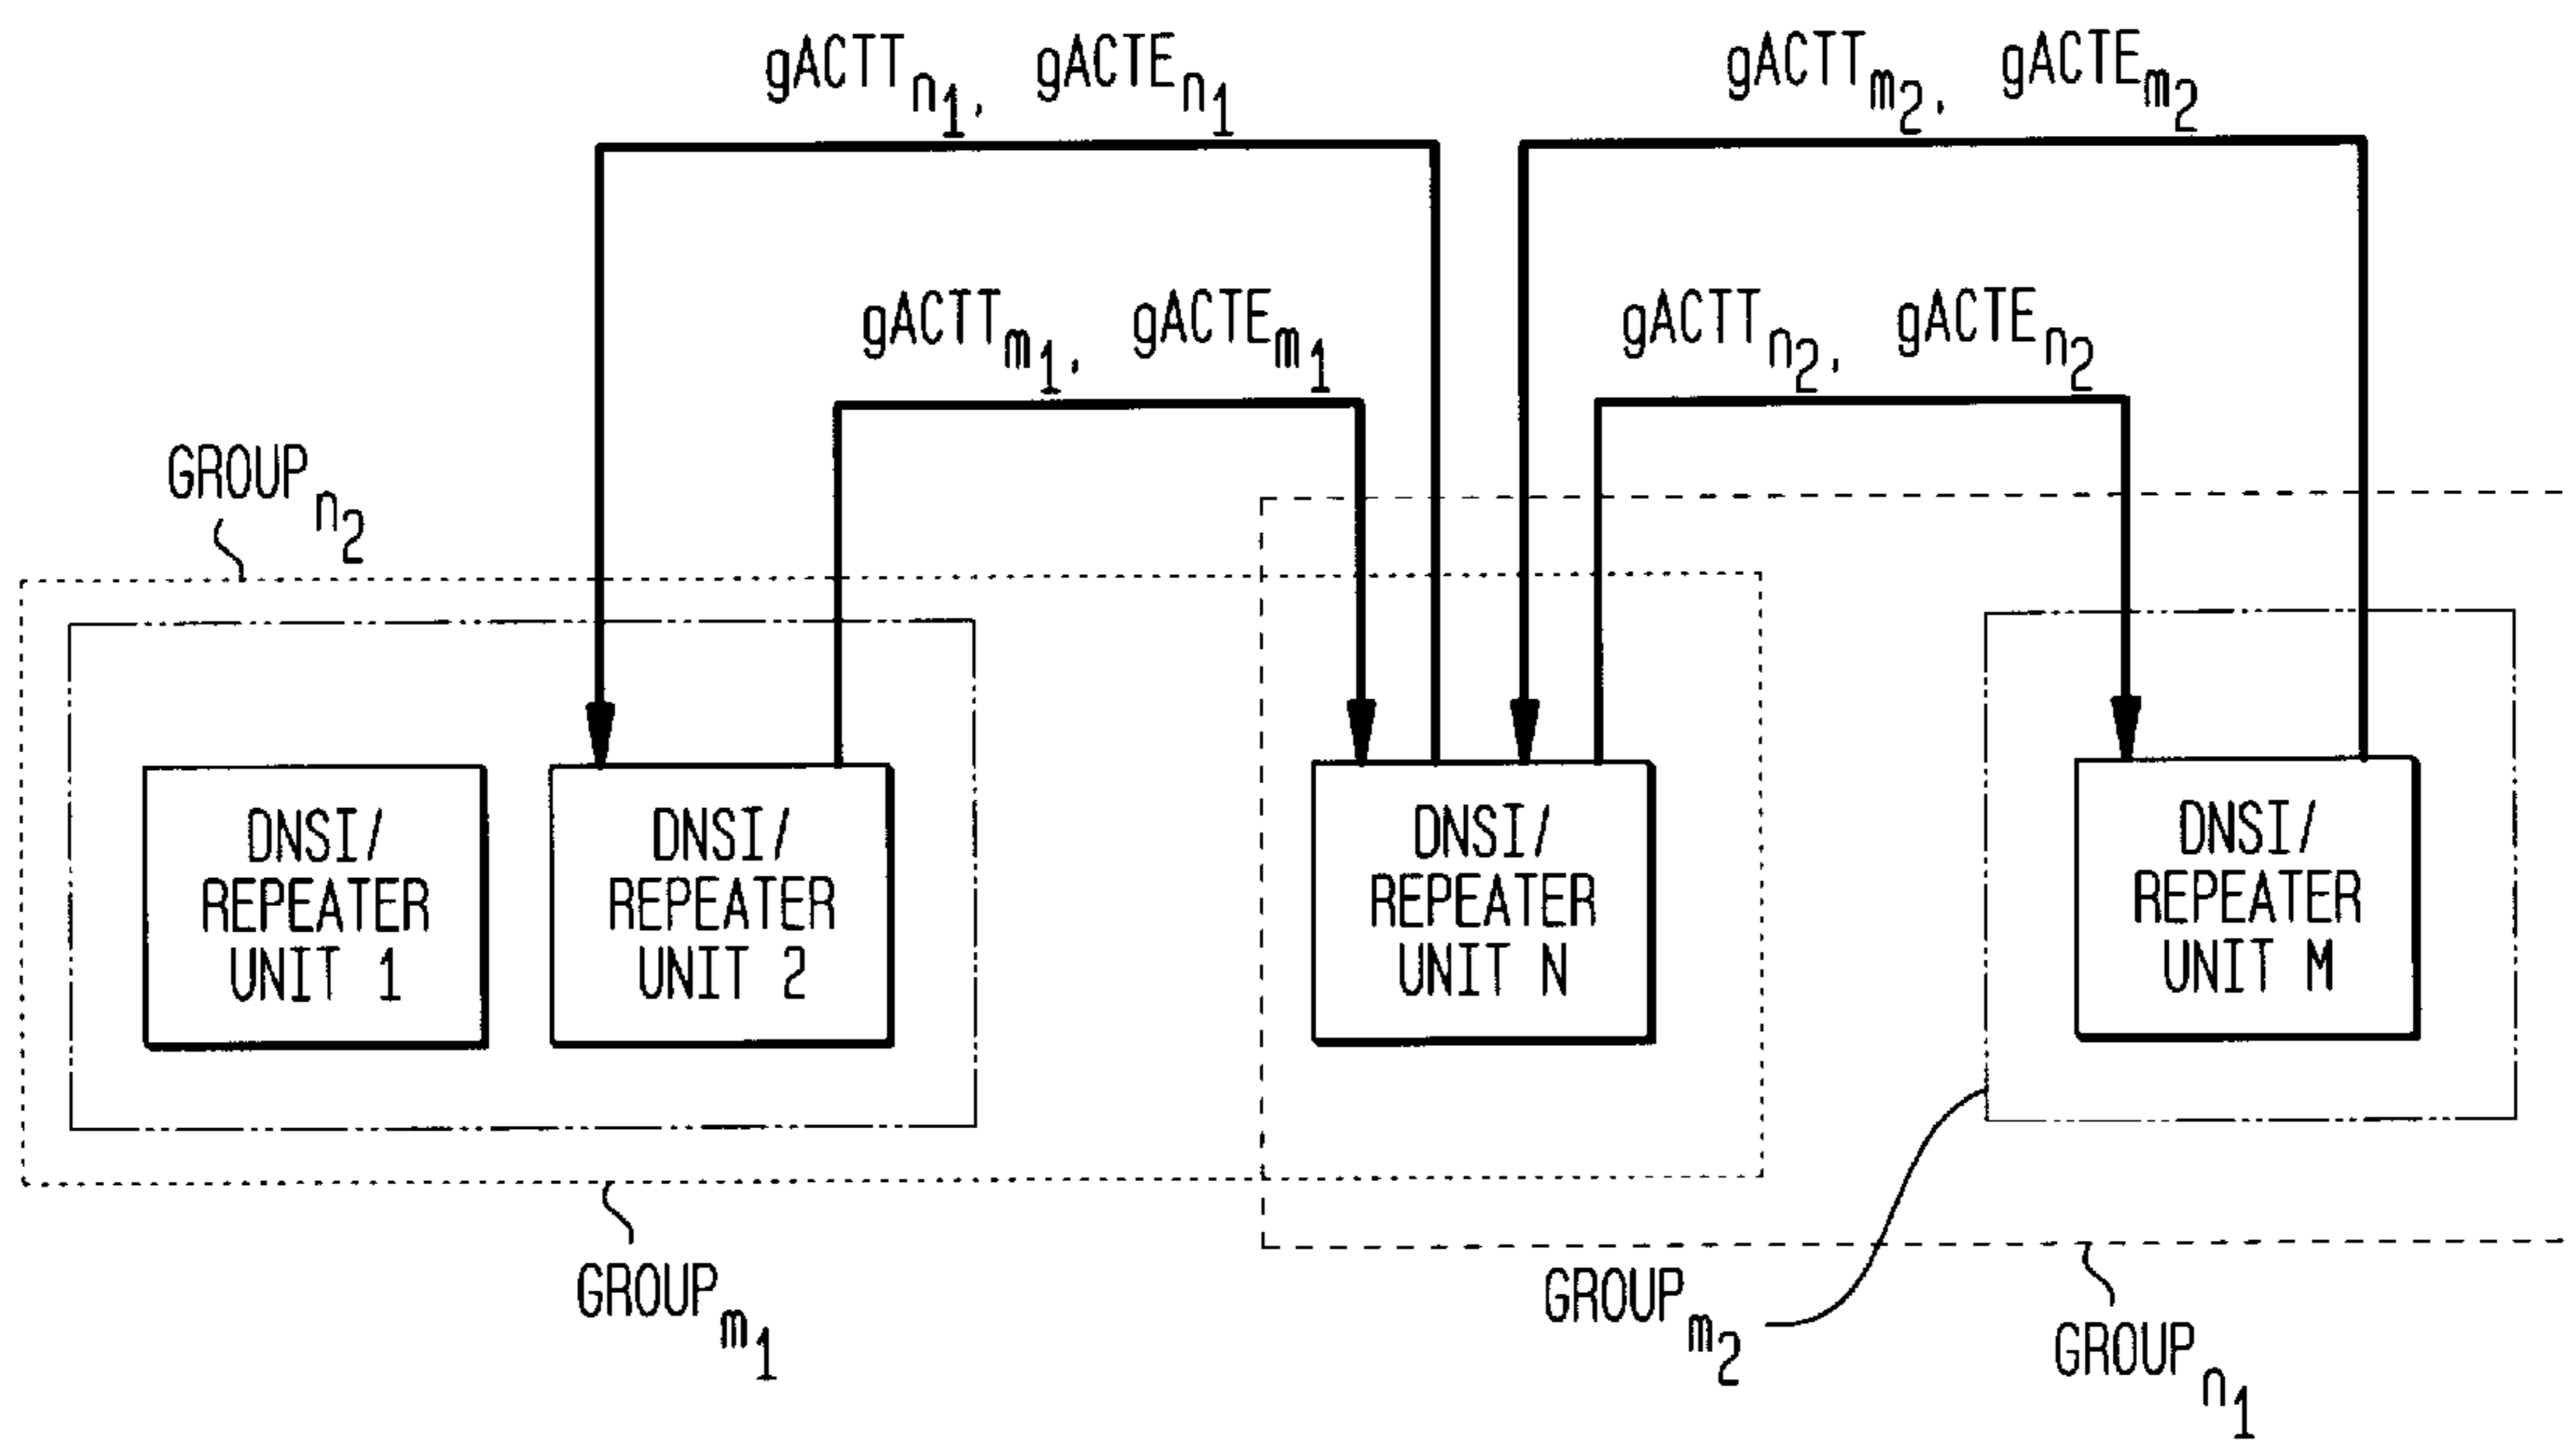 gACTTn1, gACTEn1
gACTTm2, gACTEm2
gACTTm1, gACTEm1
gACTTn2, gACTEn2
GROUPn2
DNSI/
REPEATER
UNIT 1
DNSI/
REPEATER
UNIT 2
DNSI/
REPEATER
UNIT N
DNSI/
REPEATER
UNIT M
GROUPm1
GROUPm2
GROUPn1